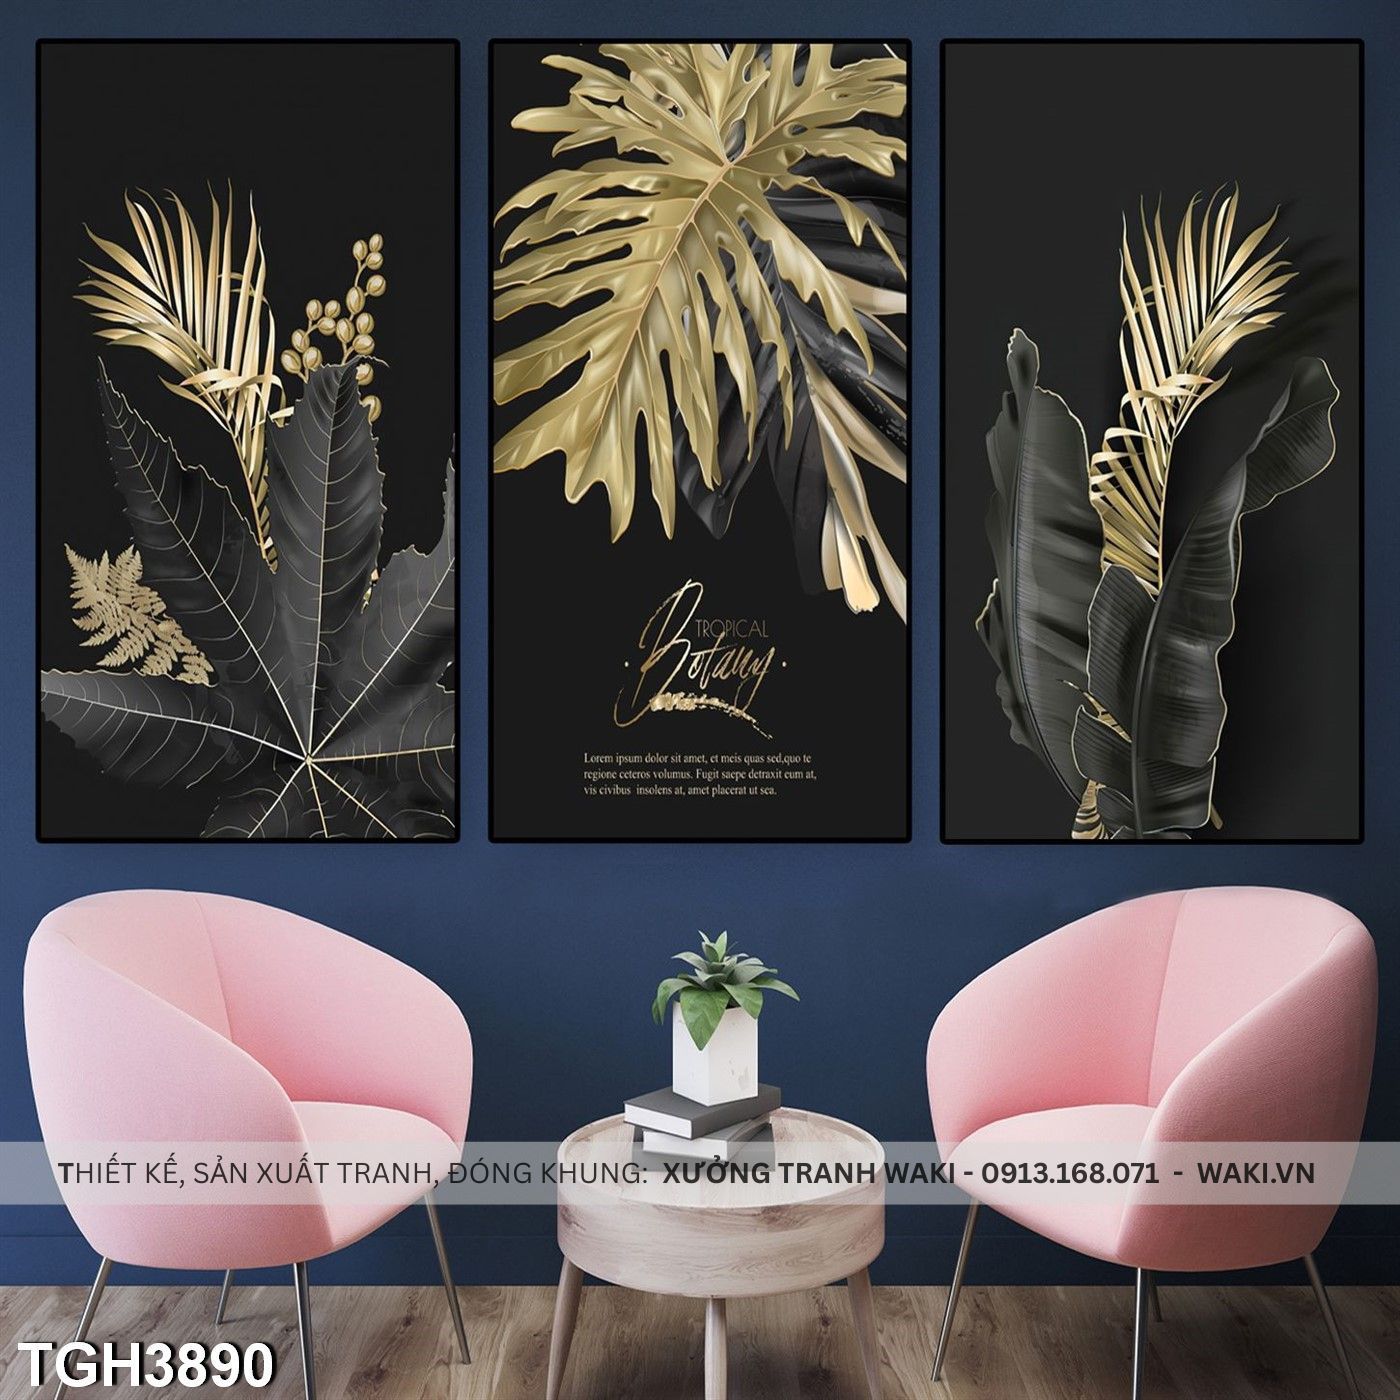 TROPICAL
Botany
Lorem ipsum dolor sit amet, et meis quas sed,quo te
regione ceteros volumus. Fugit saepe detraxit eum at,
vis civibus insolens at, amet placerat ut sea.
THIẾT KẾ, SẢN XUẤT TRANH, ĐÓNG KHUNG: XƯỞNG TRANH WAKI - 0913.168.071 - WAKI.VN
TGH3890